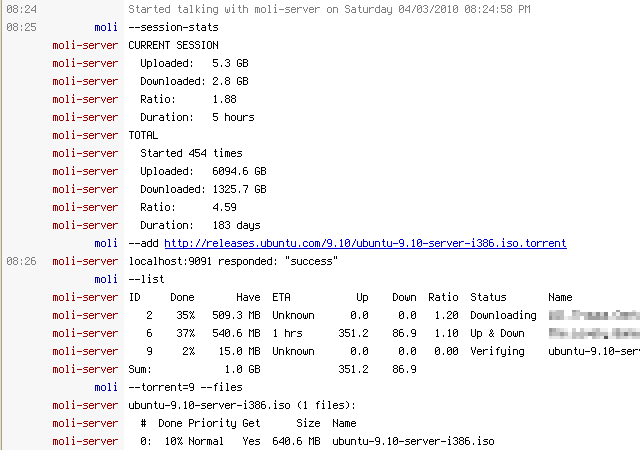 08:24 Started talking with moli-server on Saturday 04/03/2010 08:24:58 PM
08:25 moli --session-stats
moli-server CURRENT SESSION
moli-server Uploaded: 5.3 GB
moli-server Downloaded: 2.8 GB
moli-server Ratio: 1.88
moli-server Duration: 5 hours
moli-server TOTAL
moli-server Started 454 times
moli-server Uploaded: 6094.6 GB
moli-server Downloaded: 1325.7 GB
moli-server Ratio: 4.59
moli-server Duration: 183 days
moli --add http://releases.ubuntu.com/9.10/ubuntu-9.10-server-i386.iso.torrent
08:26 moli-server localhost:9091 responded: "success"
moli --list
moli-server ID Done Have ETA Up Down Ratio Status Name
moli-server 2 35% 509.3 MB Unknown 0.0 0.0 1.20 Downloading
moli-server 6 37% 540.6 MB 1 hrs 351.2 86.9 1.10 Up & Down
moli-server 9 2% 15.0 MB Unknown 0.0 0.0 0.00 Verifying ubuntu-9.10-serv
moli-server Sum: 1.0 GB 351.2 86.9
moli --torrent=9 --files
moli-server ubuntu-9.10-server-i386.iso (1 files):
moli-server # Done Priority Get Size Name
moli-server 0: 10% Normal Yes 640.6 MB ubuntu-9.10-server-i386.iso